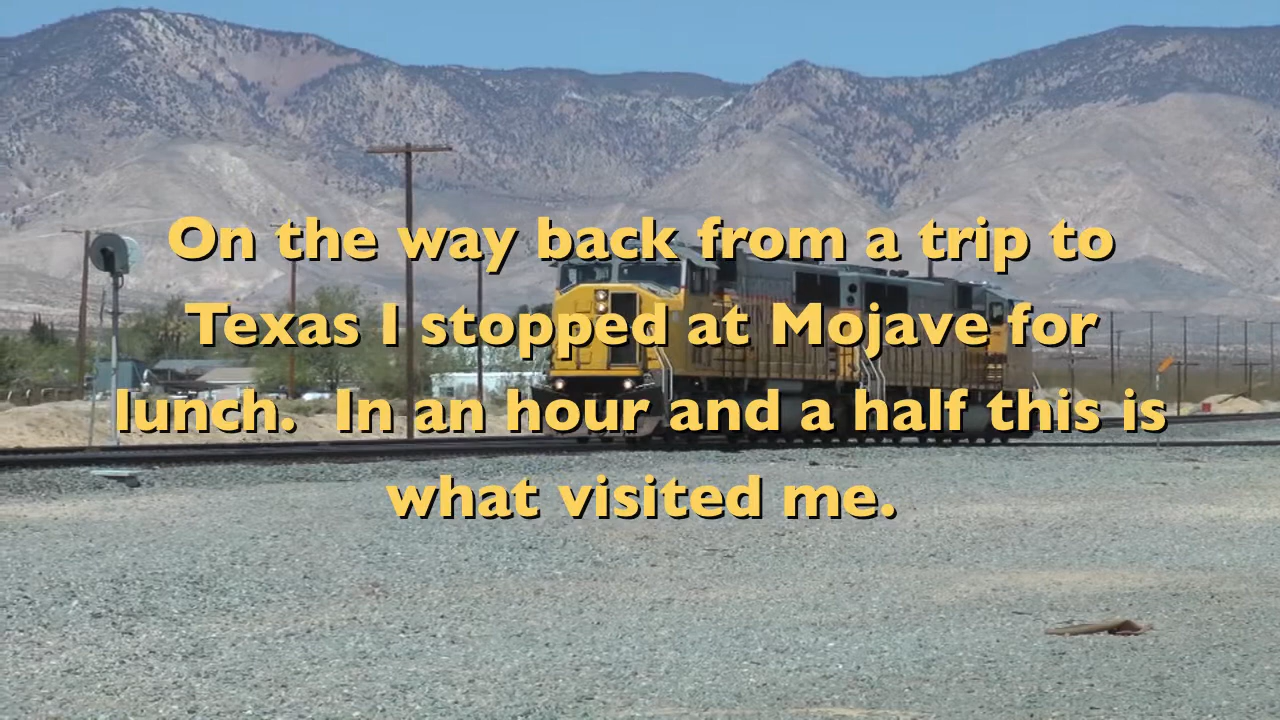 On the way back from a trip to
Texas I stopped at Mojave for
lunch.  In an hour and a half this is
what visited me.